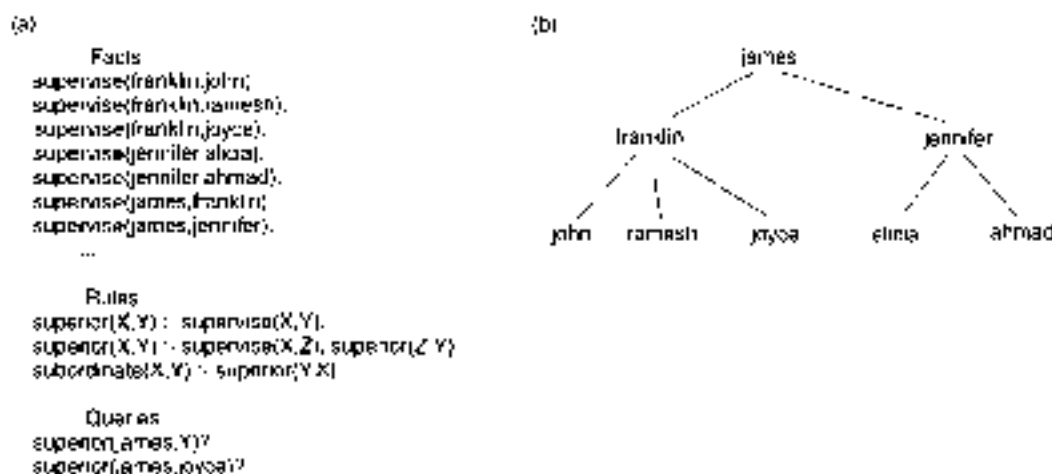 (a)
Facts
supervise(franklin,john)
supervise(franklin,ramesh).
supervise(franklin,joyce).
supervise(jennifer,alicia).
supervise(jennifer,ahmad).
supervise(james,franklin)
supervise(james,jennifer).
...
Rules
superior(X,Y) :- supervise(X,Y).
superior(X,Y) :- supervise(X,Z), superior(Z,Y)
subordinate(X,Y) :- superior(Y,X)
Queries
superior(james,Y)?
superior(james,joyce)?
(b)
james
franklin jennifer
john ramesh joyce alicia ahmad